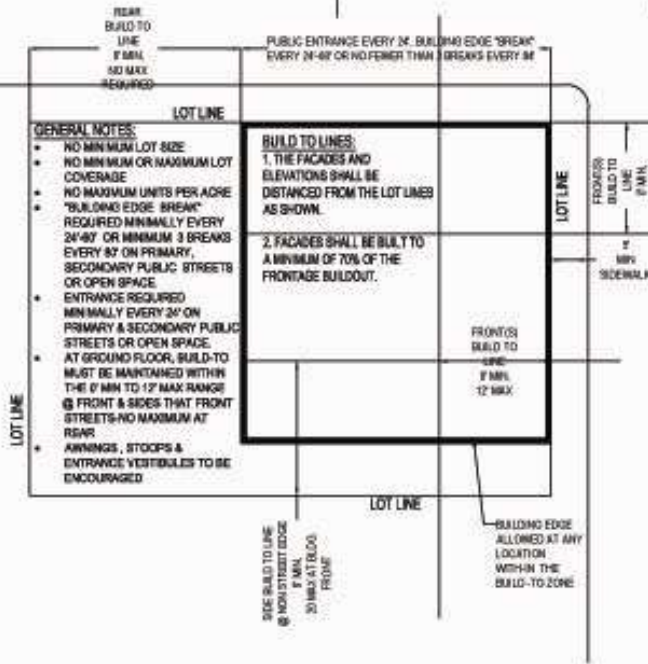 REAR
BUILD TO
LINE
0' MIN,
NO MAX
REQUIRED
PUBLIC ENTRANCE EVERY 24', BUILDING EDGE "BREAK"
EVERY 24'-60' OR NO FEWER THAN 3 BREAKS EVERY
LOT LINE
GENERAL NOTES:
• NO MINIMUM LOT SIZE
• NO MINIMUM OR MAXIMUM LOT
COVERAGE
• NO MAXIMUM UNITS PER ACRE
• "BUILDING EDGE BREAK"
REQUIRED MINIMALLY EVERY
24'-60' OR MINIMUM 3 BREAKS
EVERY ON PRIMARY,
SECONDARY PUBLIC STREETS
OR OPEN SPACE.
• ENTRANCE REQUIRED
MINIMALLY EVERY 24' ON
PRIMARY & SECONDARY PUBLIC
STREETS OR OPEN SPACE.
• AT GROUND FLOOR, BUILD-TO
MUST BE MAINTAINED WITHIN
THE 0' MIN TO 12' MAX RANGE
@ FRONT & SIDES THAT FRONT
STREETS-NO MAXIMUM AT
REAR
• AWNINGS, STOOPS &
ENTRANCE VESTIBULES TO BE
ENCOURAGED
BUILD TO LINES:
1. THE FACADES AND
ELEVATIONS SHALL BE
DISTANCED FROM THE LOT LINES
AS SHOWN.
2. FACADES SHALL BE BUILT TO
A MINIMUM OF 70% OF THE
FRONTAGE BUILDOUT.
FRONT(S)
BUILD TO
LINE
0' MIN,
12' MAX
LOT LINE
FRONT(S)
BUILD TO
LINE
0' MIN,
MIN
SIDEWALK
LOT LINE
LOT LINE
SIDE BUILD TO LINE
@ NON STREET EDGE
0' MIN,
20 MAX AT BLDG.
FRONT
BUILDING EDGE
ALLOWED AT ANY
LOCATION
WITH-IN THE
BUILD-TO ZONE